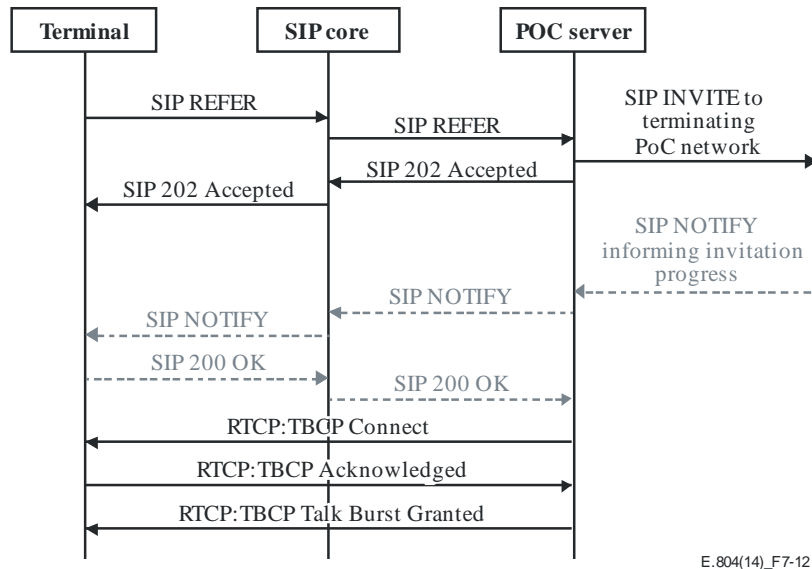 Terminal
SIP core
POC server
SIP REFER
SIP REFER
SIP INVITE to
terminating
PoC network
SIP 202 Accepted
SIP 202 Accepted
SIP NOTIFY
informing invitation
progress
SIP NOTIFY
SIP NOTIFY
SIP 200 OK
SIP 200 OK
RTCP:TBCP Connect
RTCP:TBCP Acknowledged
RTCP:TBCP Talk Burst Granted
E.804(14)_F7-12